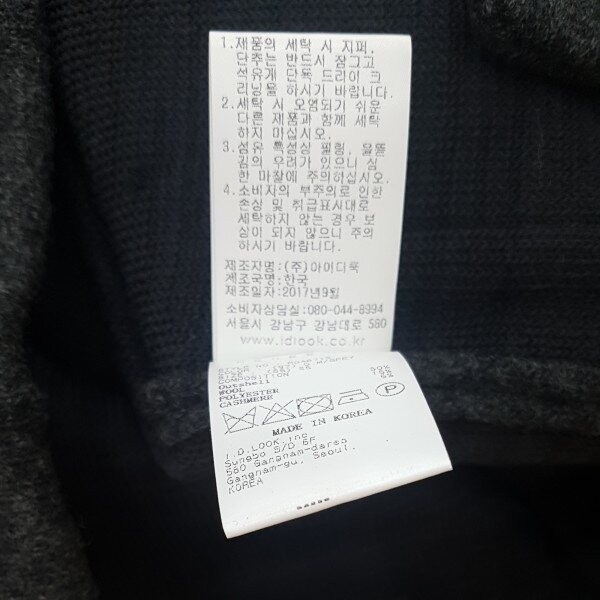 1.제품의 세탁 시 지퍼,
단추는 반드시 잠그고
석유계 단독 드라이 크
리닝을 하시기 바랍니다.
2.세탁 시 오염되기 쉬운
다른 제품과 함께 세탁
하지 마십시오.
3.섬유 특성상 필링, 올뜯
김의 우려가 있으니 심
한 마찰에 주의하십시오.
4.소비자의 부주의로 인한
손상 및 취급표시대로
세탁하지 않는 경우 보
상이 되지 않으니 주의
하시기 바랍니다.
제조자명:(주)아이디룩
제조국명:한국
제조일자:2017년9월
소비자상담실:080-044-8994
서울시 강남구 강남대로 560
www.idlook.co.kr
COMPOSITION
Outshell
WOOL
POLYESTER
CASHMERE
P
MADE IN KOREA
I.D.LOOK,inc
Sungbo S/D 6F
560 Gangnam-daero
Gangnam-gu, Seoul.
KOREA